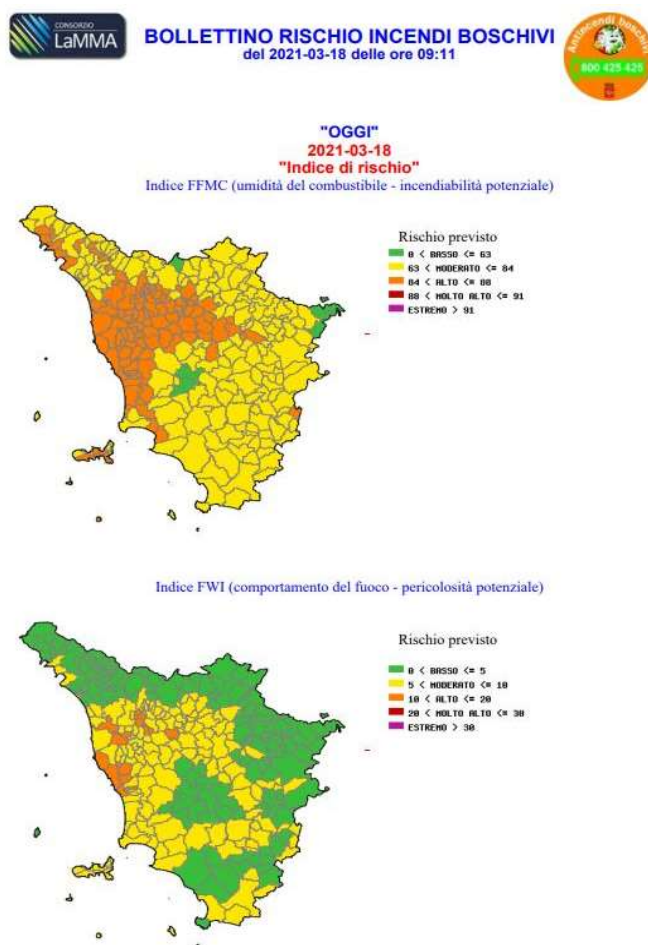 CONSORZIO
LaMMA
BOLLETTINO RISCHIO INCENDI BOSCHIVI
del 2021-03-18 delle ore 09:11
Antincendi boschivi
800 425 425
"OGGI"
2021-03-18
"Indice di rischio"
Indice FFMC (umidità del combustibile - incendiabilità potenziale)
Rischio previsto
0 < BASSO <= 63
63 < MODERATO <= 84
84 < ALTO <= 88
88 < MOLTO ALTO <= 91
ESTREMO > 91
Indice FWI (comportamento del fuoco - pericolosità potenziale)
Rischio previsto
0 < BASSO <= 5
5 < MODERATO <= 10
10 < ALTO <= 20
20 < MOLTO ALTO <= 30
ESTREMO > 30